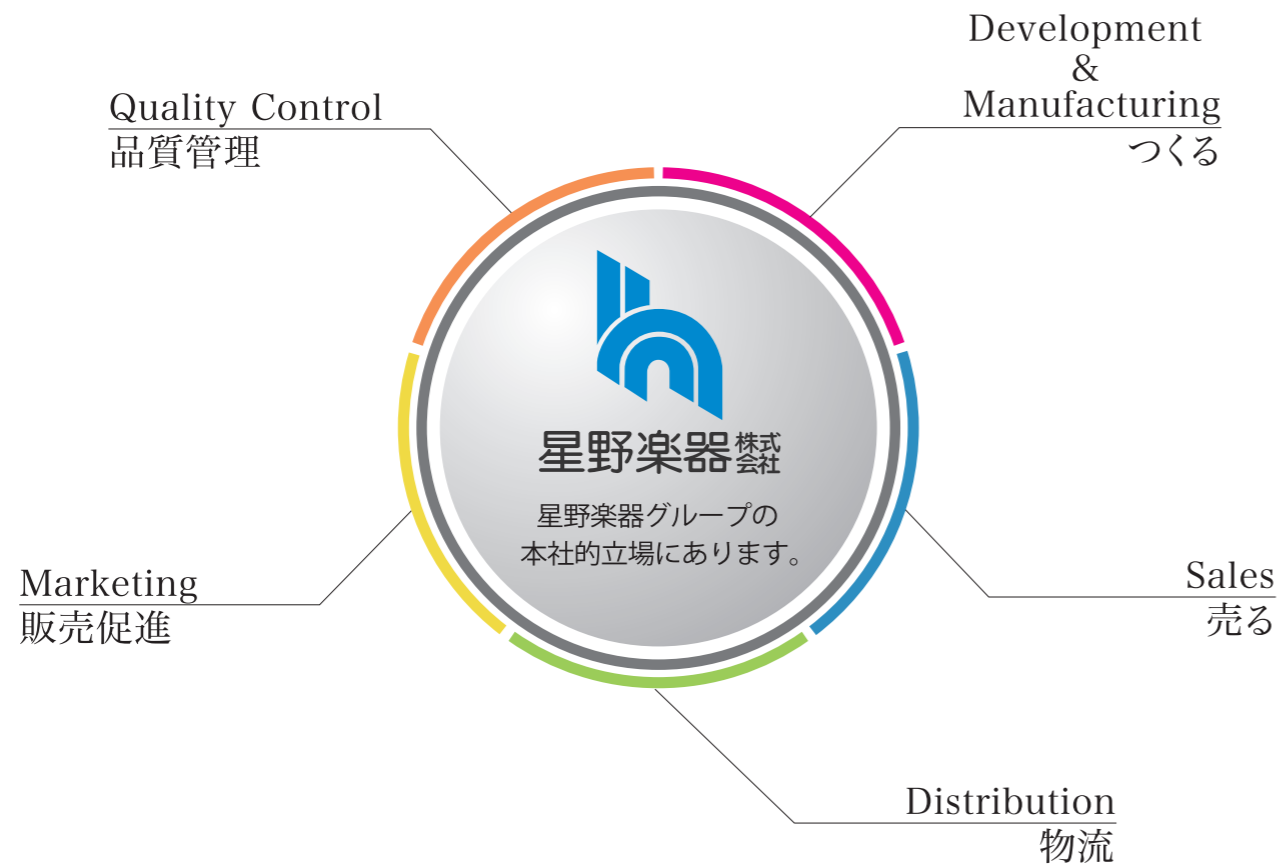 Development
&
Manufacturing
つくる
Quality Control
品質管理
星野楽器株式会社
星野楽器グループの
本社的立場にあります。
Marketing
販売促進
Sales
売る
Distribution
物流